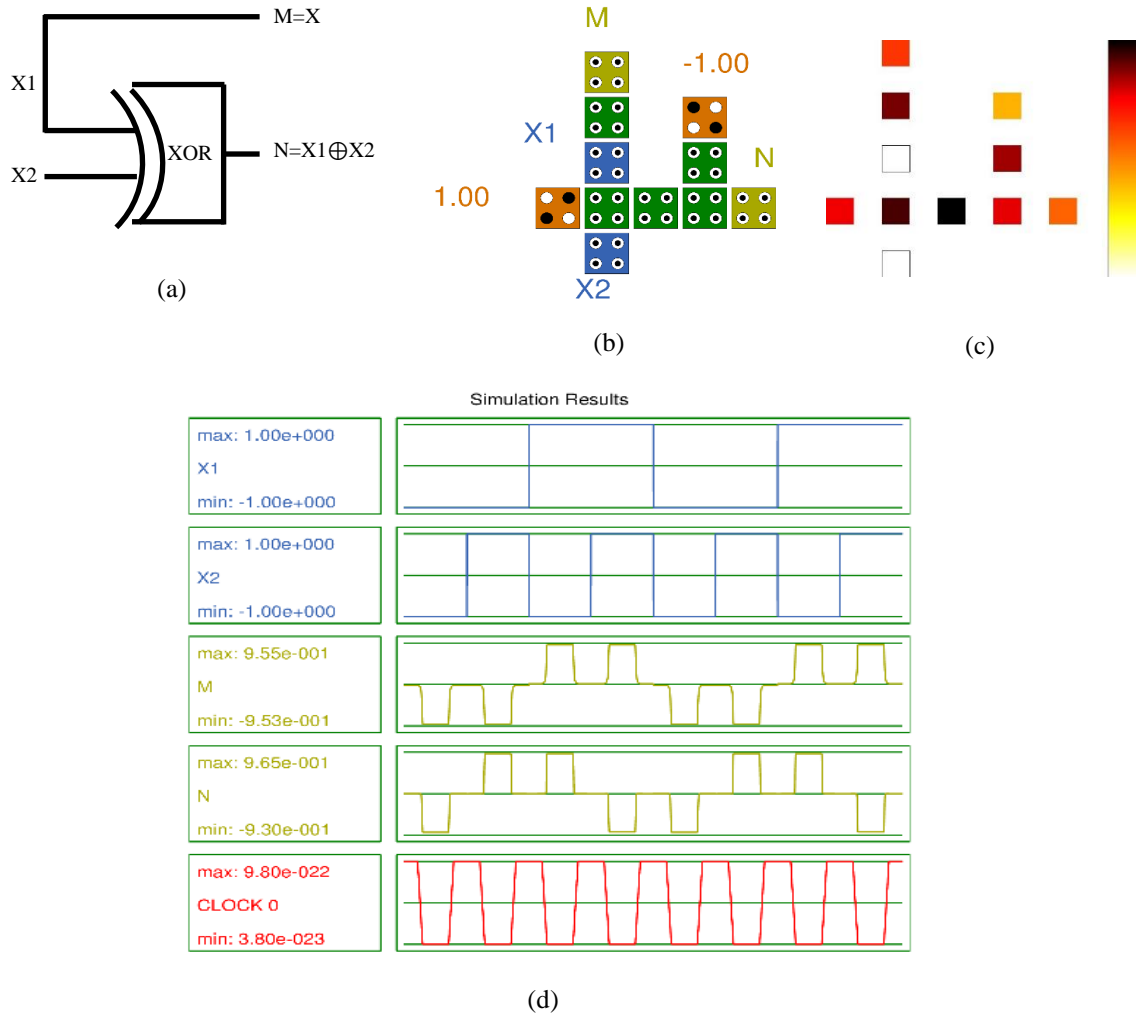 M=X
X1
XOR
N=X1⊕X2
X2
(a)
M
-1.00
X1
N
1.00
X2
(b)
(c)
Simulation Results
max: 1.00e+000
X1
min: -1.00e+000
max: 1.00e+000
X2
min: -1.00e+000
max: 9.55e-001
M
min: -9.53e-001
max: 9.65e-001
N
min: -9.30e-001
max: 9.80e-022
CLOCK 0
min: 3.80e-023
(d)